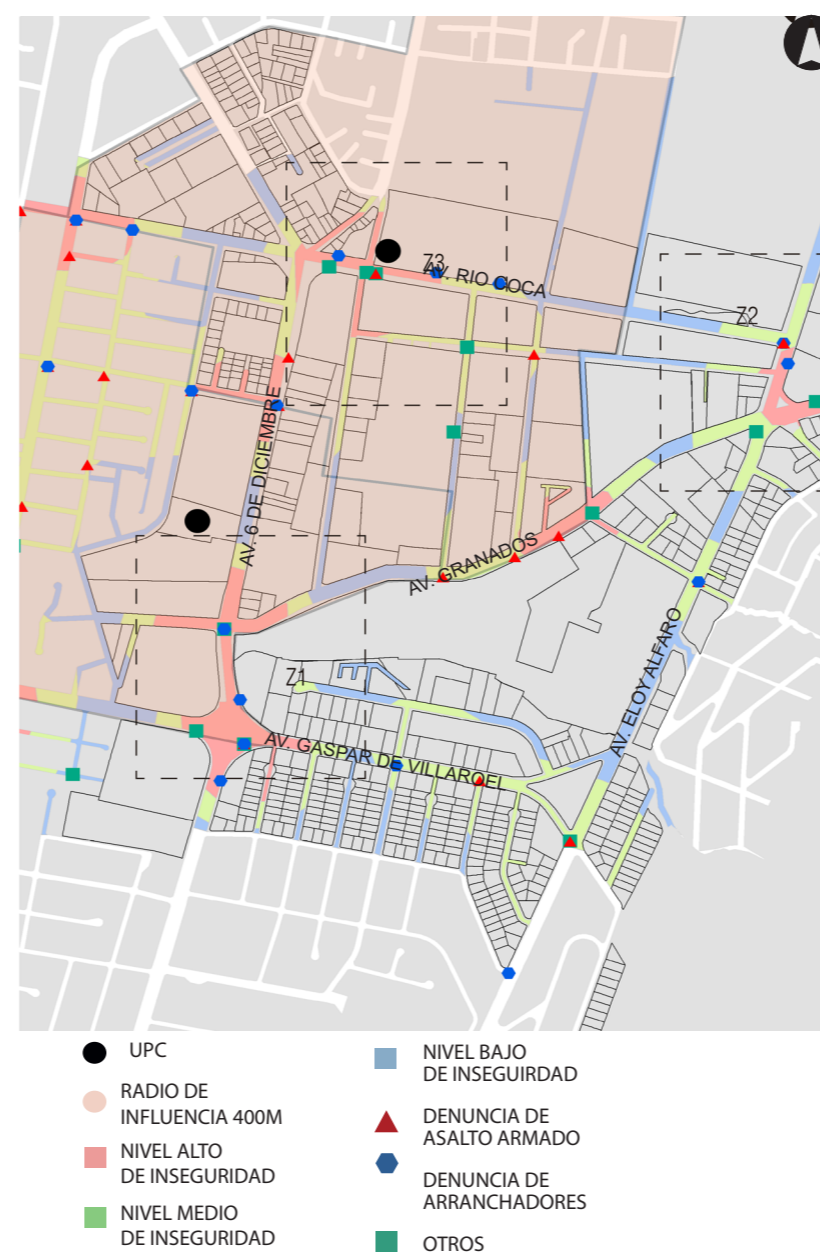 Z3
AV. RIO COCA
Z2
AV. 6 DE DICIEMBRE
AV. GRANADOS
AV. ELOY ALFARO
Z1
AV. GASPAR DE VILLAROEL
UPC
RADIO DE
INFLUENCIA 400M
NIVEL ALTO
DE INSEGURIDAD
NIVEL MEDIO
DE INSEGURIDAD
NIVEL BAJO
DE INSEGUIRDAD
DENUNCIA DE
ASALTO ARMADO
DENUNCIA DE
ARRANCHADORES
OTROS